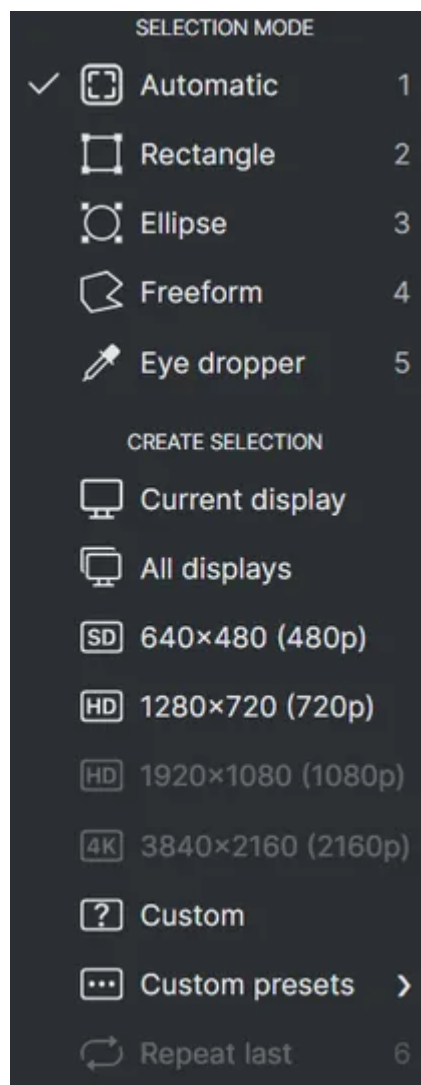 SELECTION MODE
Automatic 1
Rectangle 2
Ellipse 3
Freeform 4
Eye dropper 5
CREATE SELECTION
Current display
All displays
SD 640×480 (480p)
HD 1280×720 (720p)
HD 1920×1080 (1080p)
4K 3840×2160 (2160p)
? Custom
Custom presets
Repeat last 6